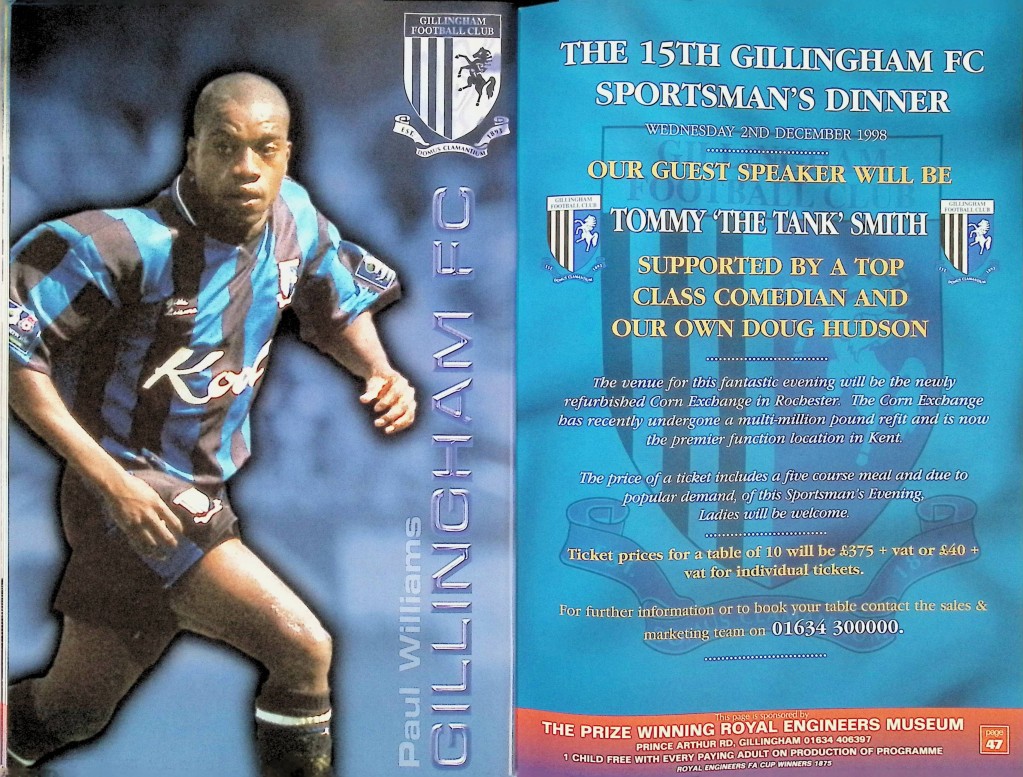 GILLINGHAM
FOOTBALL CLUB
EST. 1893
DOMUS CLAMANTIUM
Paul Williams
GILLINGHAM FC
THE 15TH GILLINGHAM FC
SPORTSMAN'S DINNER
WEDNESDAY 2ND DECEMBER 1998
OUR GUEST SPEAKER WILL BE
GILLINGHAM
FOOTBALL CLUB
TOMMY 'THE TANK' SMITH
GILLINGHAM
FOOTBALL CLUB
SUPPORTED BY A TOP
CLASS COMEDIAN AND
OUR OWN DOUG HUDSON
The venue for this fantastic evening will be the newly
refurbished Corn Exchange in Rochester. The Corn Exchange
has recently undergone a multi-million pound refit and is now
the premier function location in Kent.
The price of a ticket includes a five course meal and due to
popular demand, of this Sportsman's Evening,
Ladies will be welcome.
Ticket prices for a table of 10 will be £375 + vat or £40 +
vat for individual tickets.
For further information or to book your table contact the sales &
marketing team on 01634 300000.
This page is sponsored by
THE PRIZE WINNING ROYAL ENGINEERS MUSEUM
PRINCE ARTHUR RD, GILLINGHAM 01634 406397
1 CHILD FREE WITH EVERY PAYING ADULT ON PRODUCTION OF PROGRAMME
ROYAL ENGINEERS FA CUP WINNERS 1875
page
47